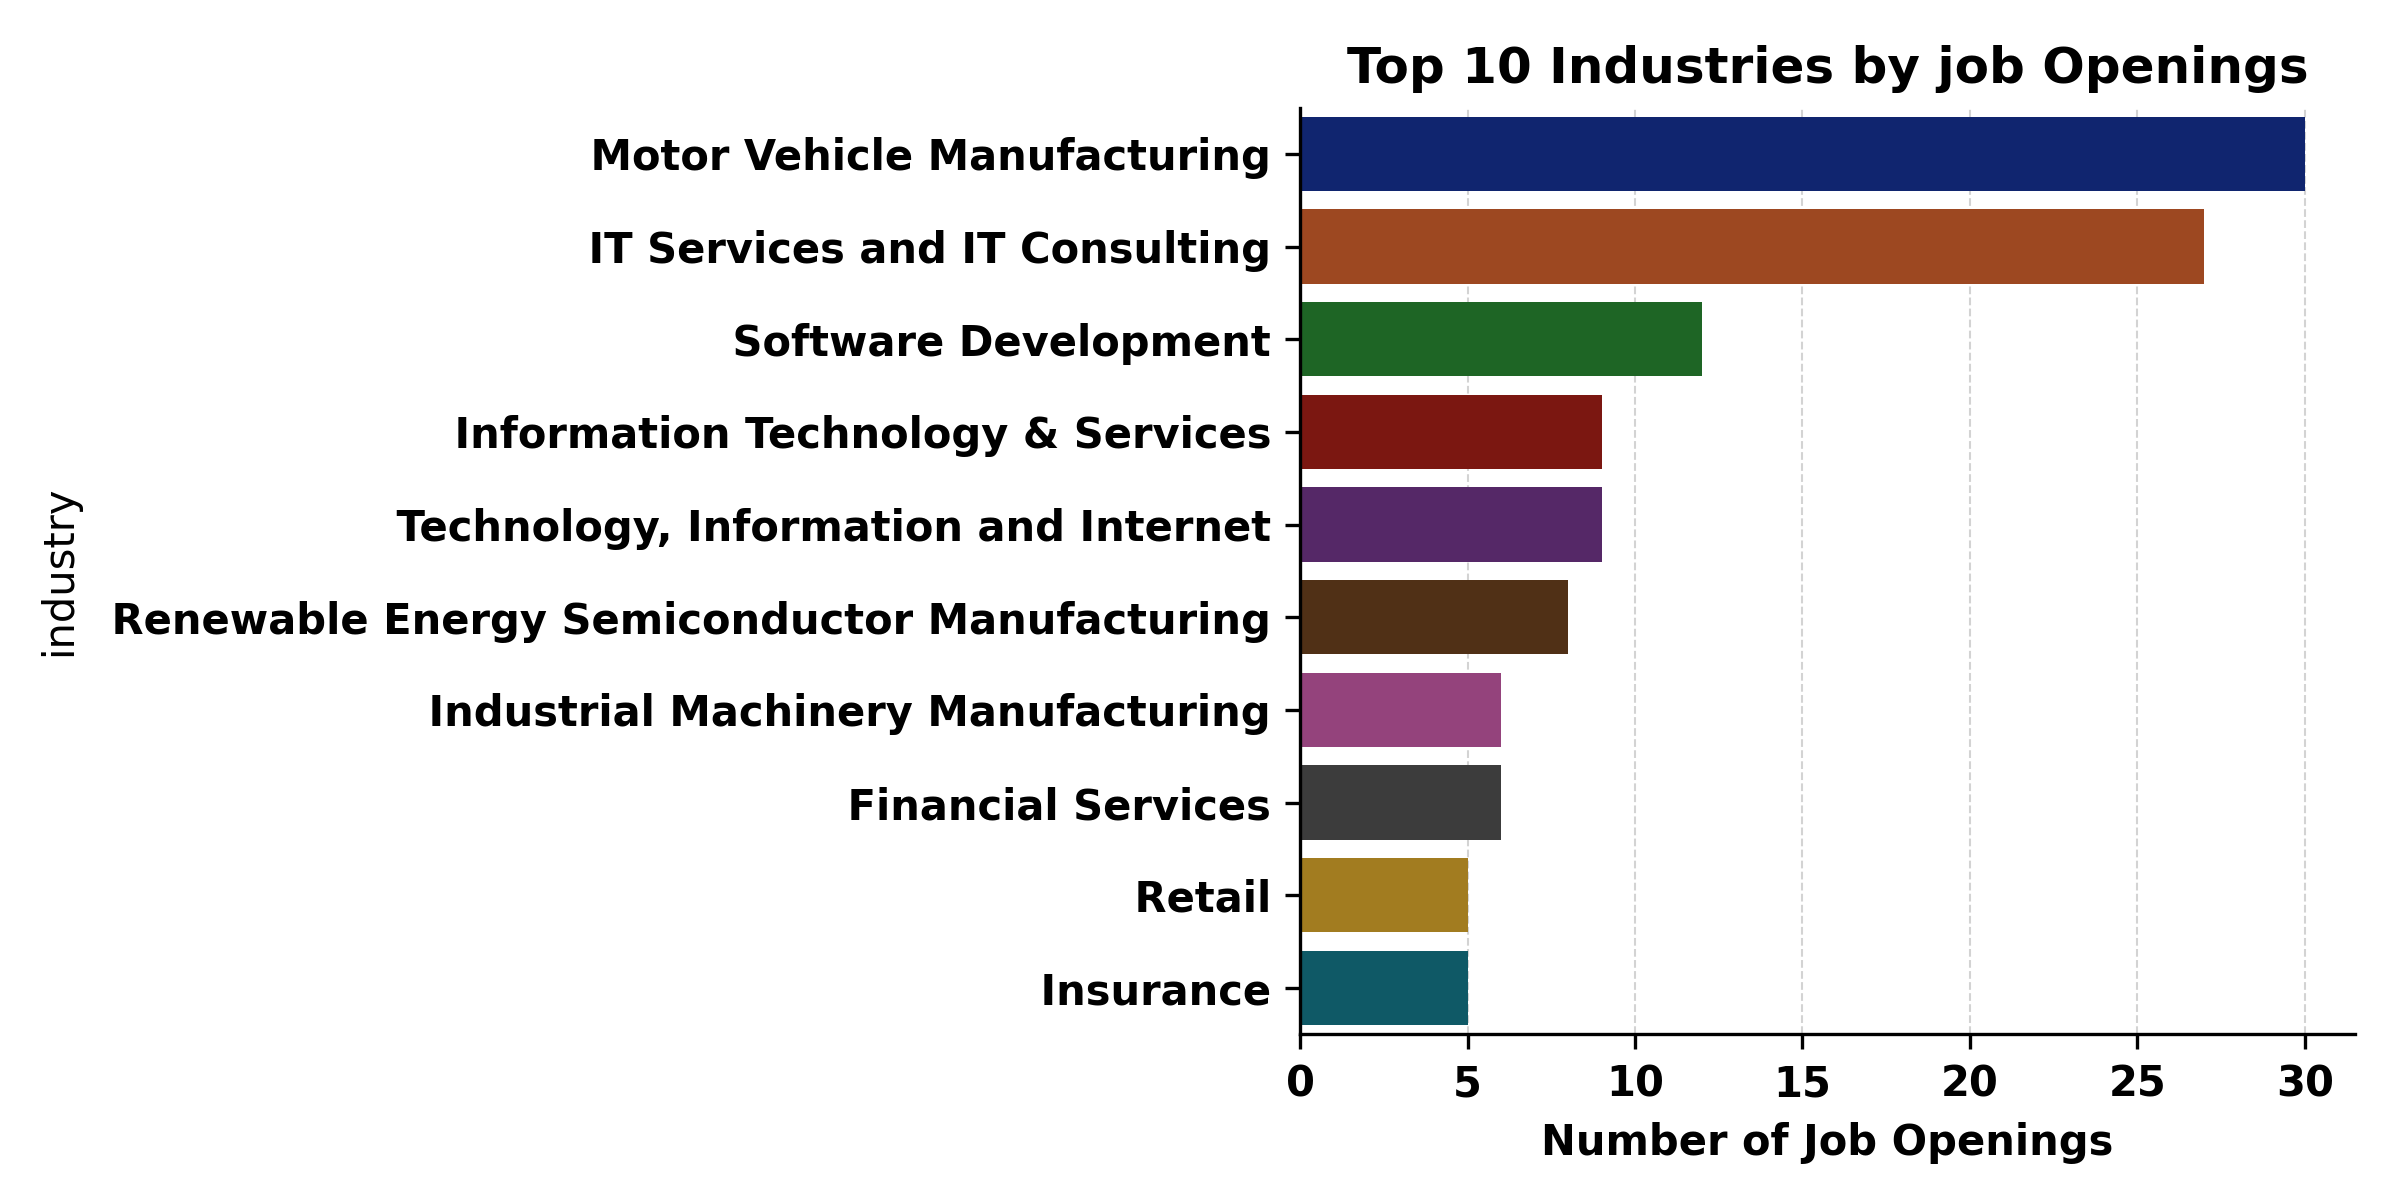 Top 10 Industries by job Openings
Motor Vehicle Manufacturing
IT Services and IT Consulting
Software Development
Information Technology & Services
Technology, Information and Internet
Renewable Energy Semiconductor Manufacturing
Industrial Machinery Manufacturing
Financial Services
Retail
Insurance
industry
0 5 10 15 20 25 30
Number of Job Openings